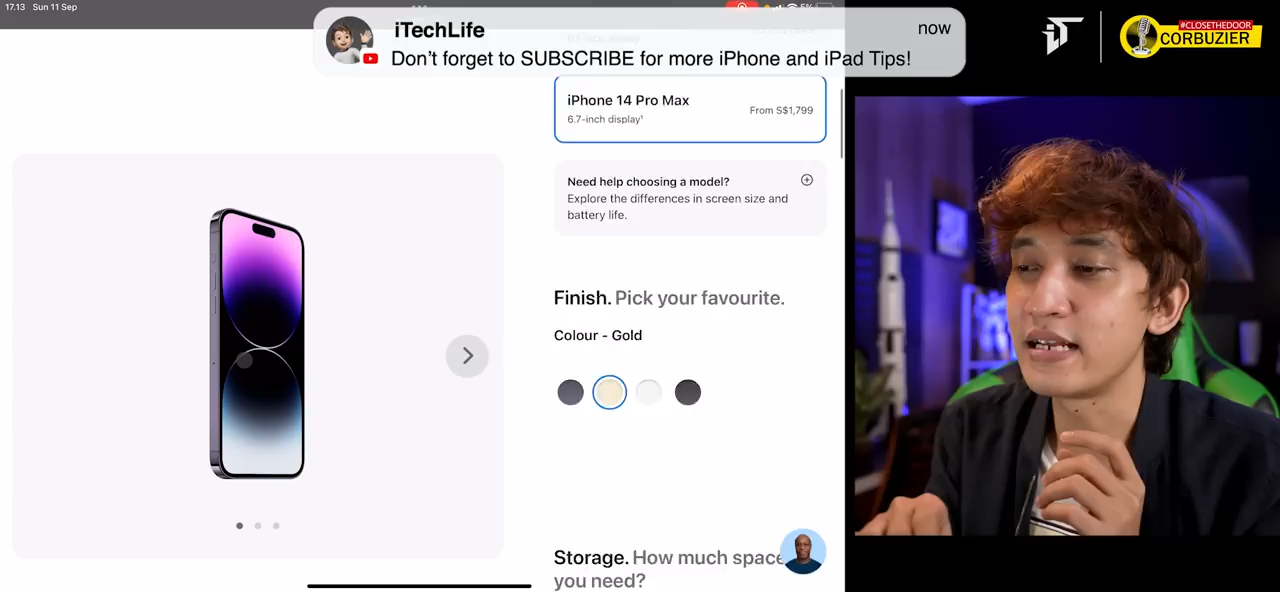 17.13 Sun 11 Sep
5%
iTechLife
now
Don't forget to SUBSCRIBE for more iPhone and iPad Tips!
#CLOSETHEDOOR
CORBUZIER
iPhone 14 Pro Max
From S$1,799
6.7-inch display¹
Need help choosing a model?
Explore the differences in screen size and
battery life.
Finish. Pick your favourite.
Colour - Gold
Storage. How much space
you need?